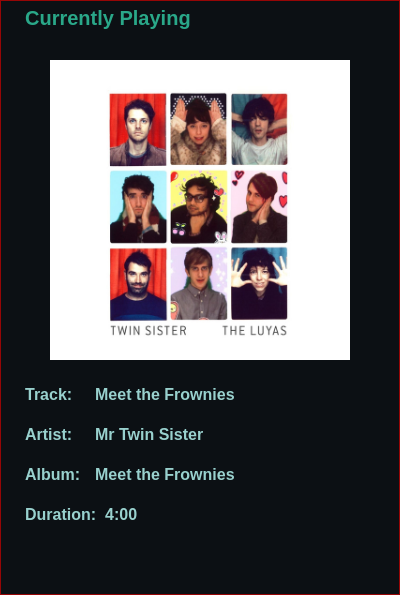 Currently Playing
TWIN SISTER THE LUYAS
Track: Meet the Frownies
Artist: Mr Twin Sister
Album: Meet the Frownies
Duration: 4:00